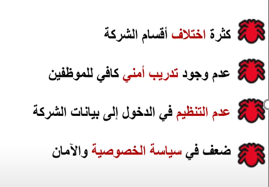 كثرة اختلاف أقسام الشركة
عدم وجود تدريب أمني كافي للموظفين
عدم التنظيم في الدخول إلى بيانات الشركة
ضعف في سياسة الخصوصية والآمان